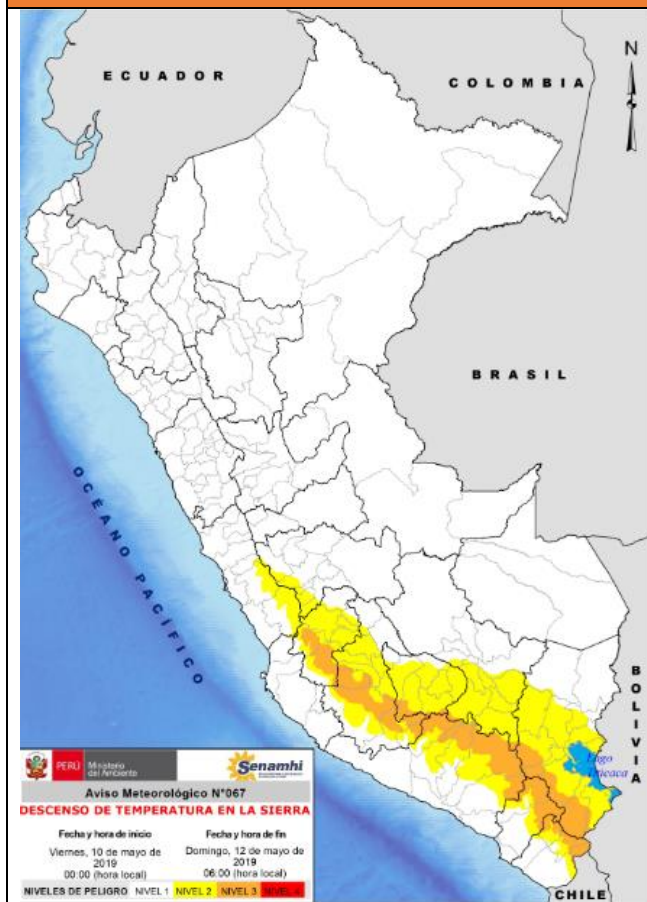 ECUADOR
COLOMBIA
N
BRASIL
OCÉANO PACÍFICO
BOLIVIA
Lago
Titicaca
PERÚ Ministerio
del Ambiente
Senamhi
Aviso Meteorológico N°067
DESCENSO DE TEMPERATURA EN LA SIERRA
Fecha y hora de inicio Fecha y hora de fin
Viernes, 10 de mayo de Domingo, 12 de mayo de
2019 2019
00:00 (hora local) 06:00 (hora local)
NIVELES DE PELIGRO NIVEL 1 NIVEL 2 NIVEL 3 NIVEL 4
CHILE